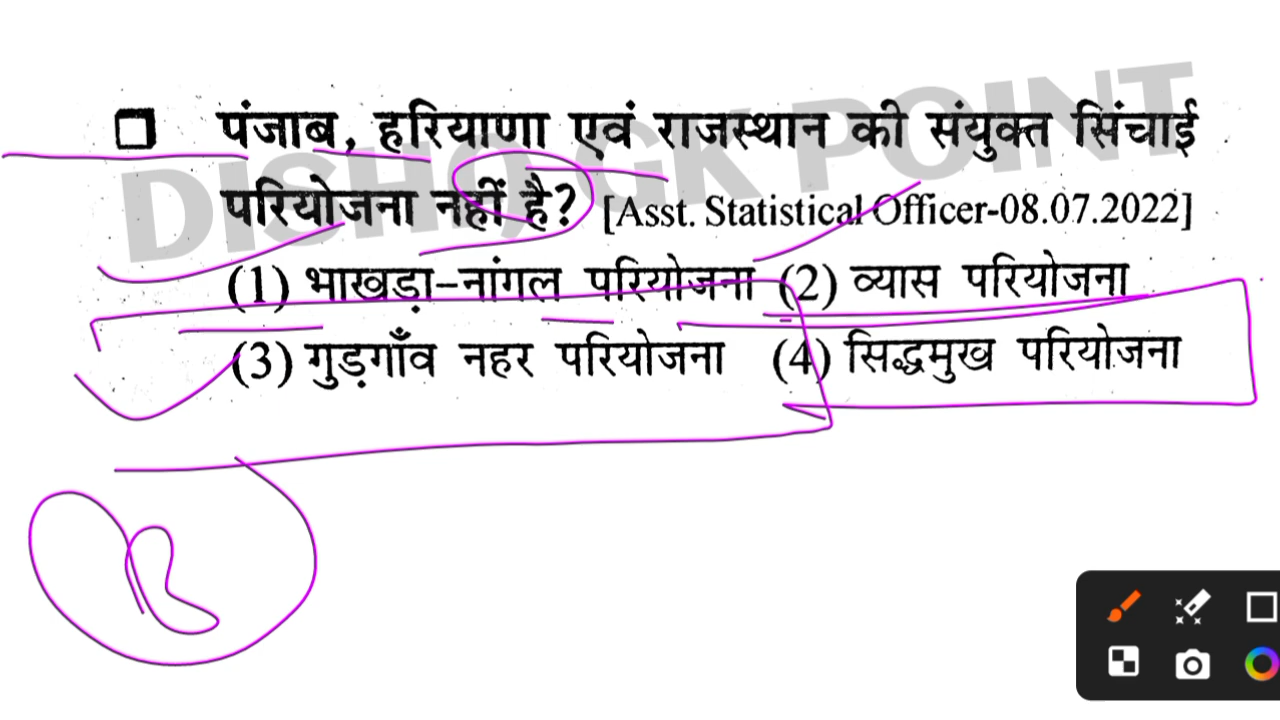 पंजाब, हरियाणा एवं राजस्थान की संयुक्त सिंचाई
परियोजना नहीं है? [Asst. Statistical Officer-08.07.2022]
(1) भाखड़ा-नांगल परियोजना (2) व्यास परियोजना
(3) गुड़गाँव नहर परियोजना (4) सिद्धमुख परियोजना
DISHA GK POINT